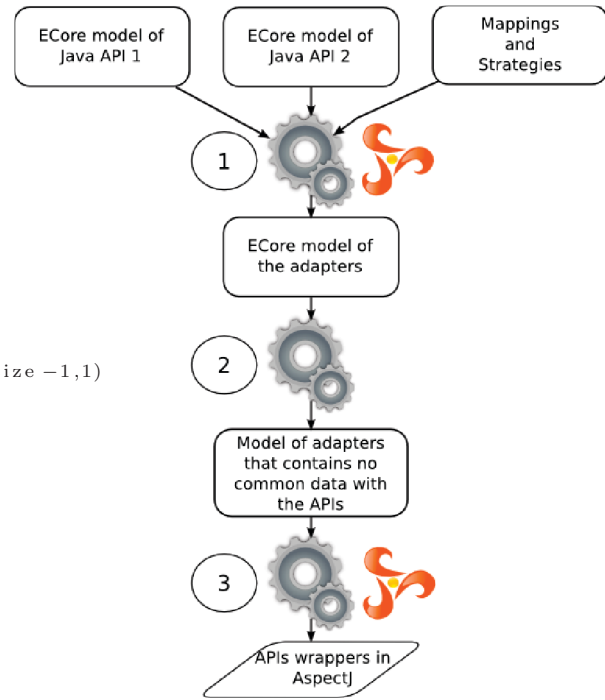 ECore model of
Java API 1
ECore model of
Java API 2
Mappings
and
Strategies
1
ECore model of
the adapters
ize −1,1)
2
Model of adapters
that contains no
common data with
the APIs
3
APIs wrappers in
AspectJ